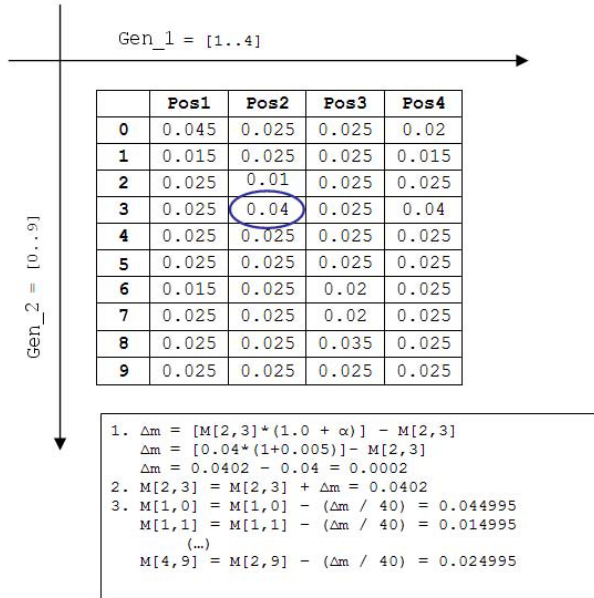 Gen_1 = [1..4]
Gen_2 = [0..9]
Pos1 Pos2 Pos3 Pos4
0 0.045 0.025 0.025 0.02
1 0.015 0.025 0.025 0.015
2 0.025 0.01 0.025 0.025
3 0.025 0.04 0.025 0.04
4 0.025 0.025 0.025 0.025
5 0.025 0.025 0.025 0.025
6 0.015 0.025 0.02 0.025
7 0.025 0.025 0.02 0.025
8 0.025 0.025 0.035 0.025
9 0.025 0.025 0.025 0.025
1. Δm = [M[2,3]*(1.0 + α)] - M[2,3]
Δm = [0.04*(1+0.005)]- M[2,3]
Δm = 0.0402 - 0.04 = 0.0002
2. M[2,3] = M[2,3] + Δm = 0.0402
3. M[1,0] = M[1,0] - (Δm / 40) = 0.044995
M[1,1] = M[1,1] - (Δm / 40) = 0.014995
(…)
M[4,9] = M[2,9] - (Δm / 40) = 0.024995